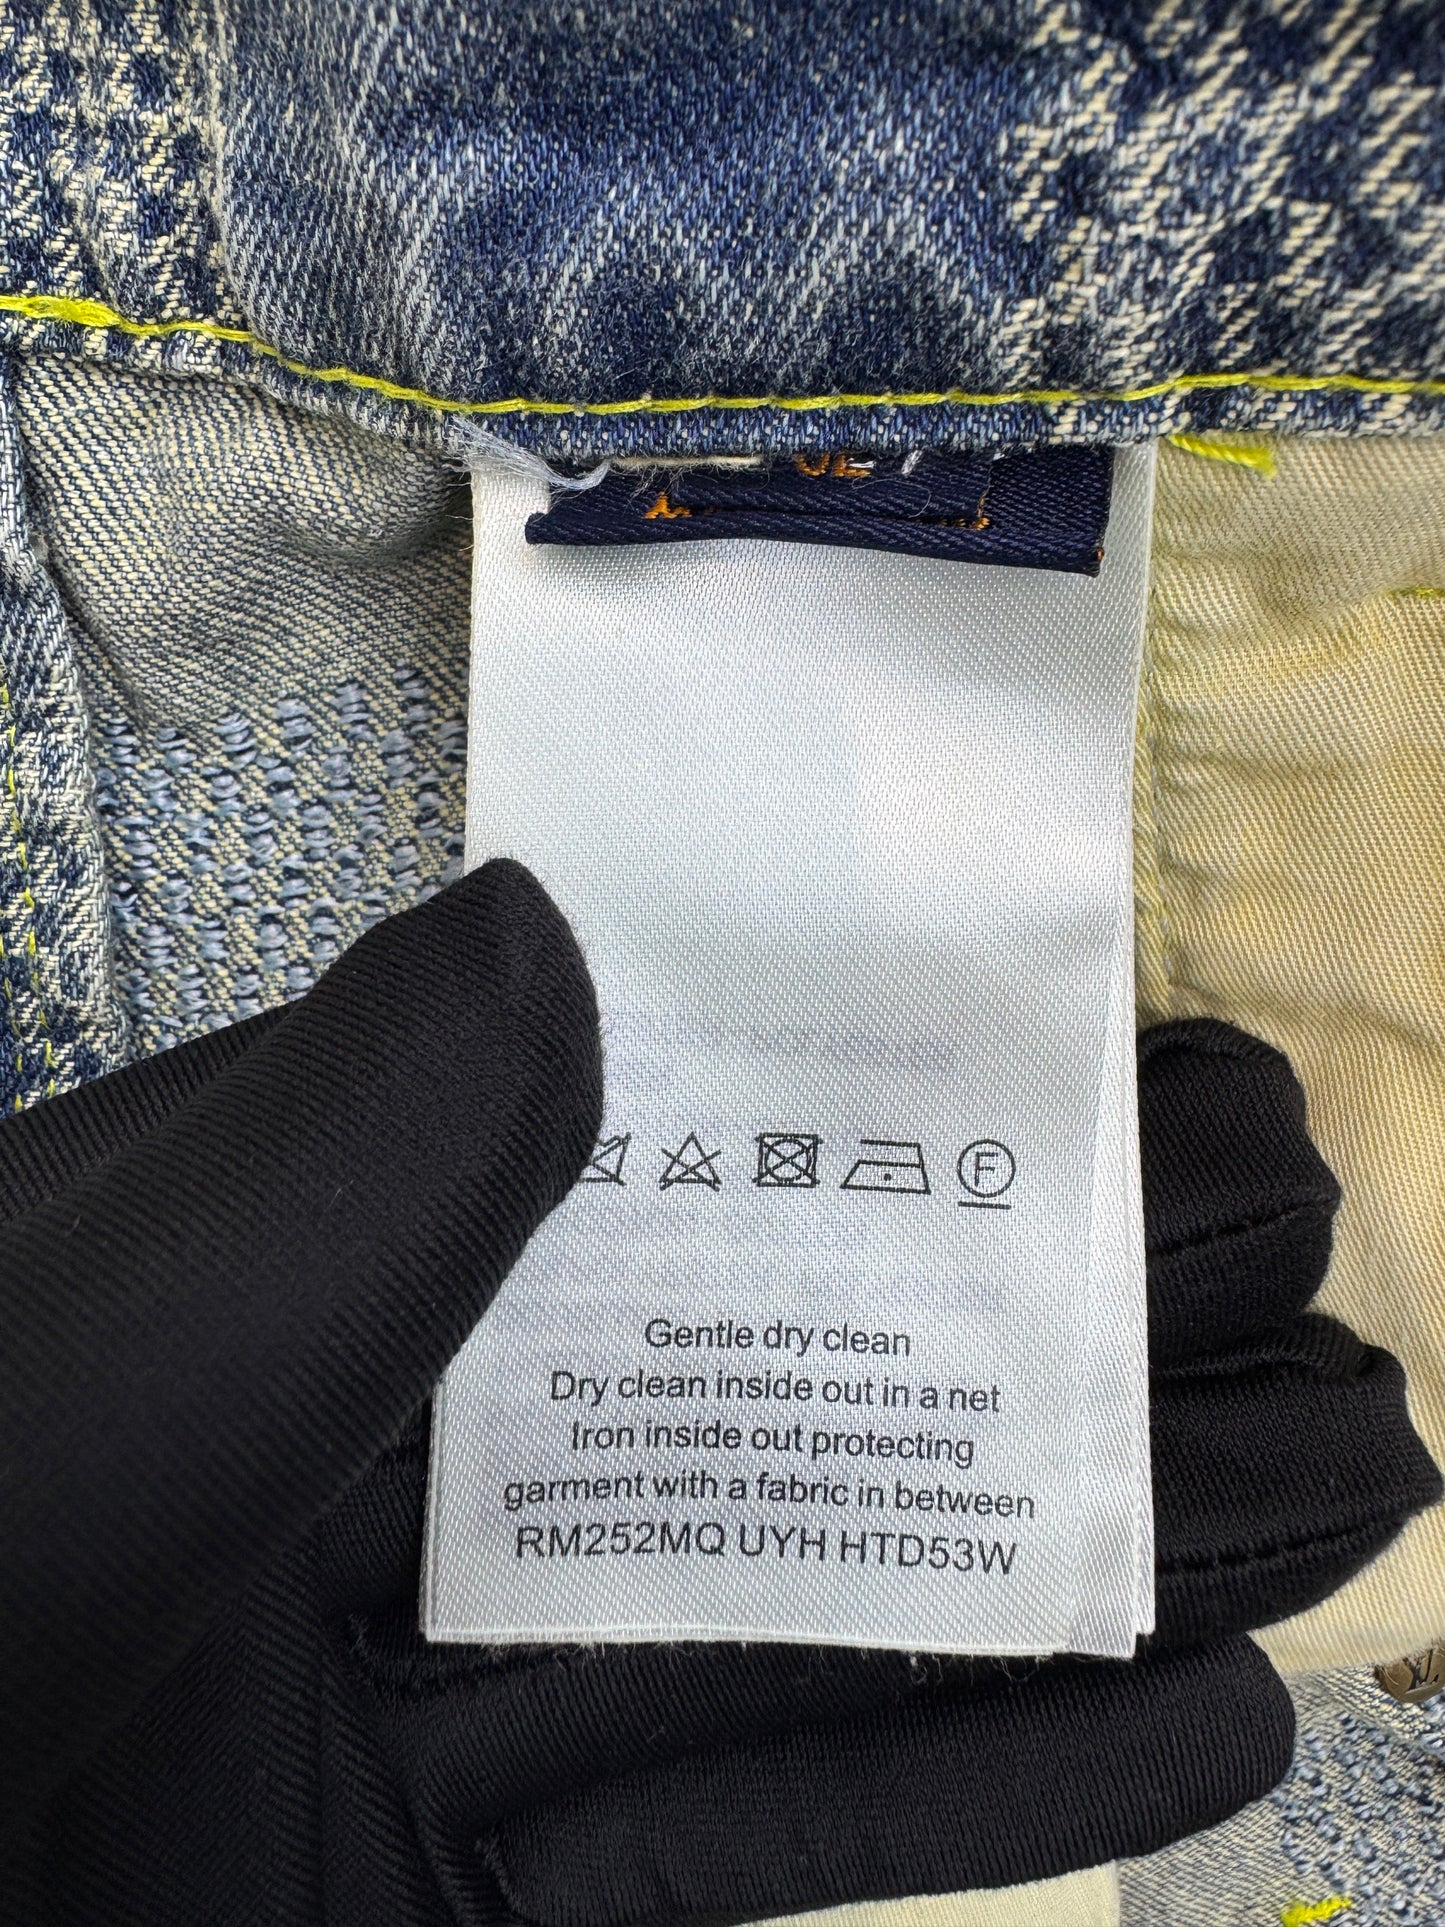 F
Gentle dry clean
Dry clean inside out in a net
Iron inside out protecting
garment with a fabric in between
RM252MQ UYH HTD53W
LV